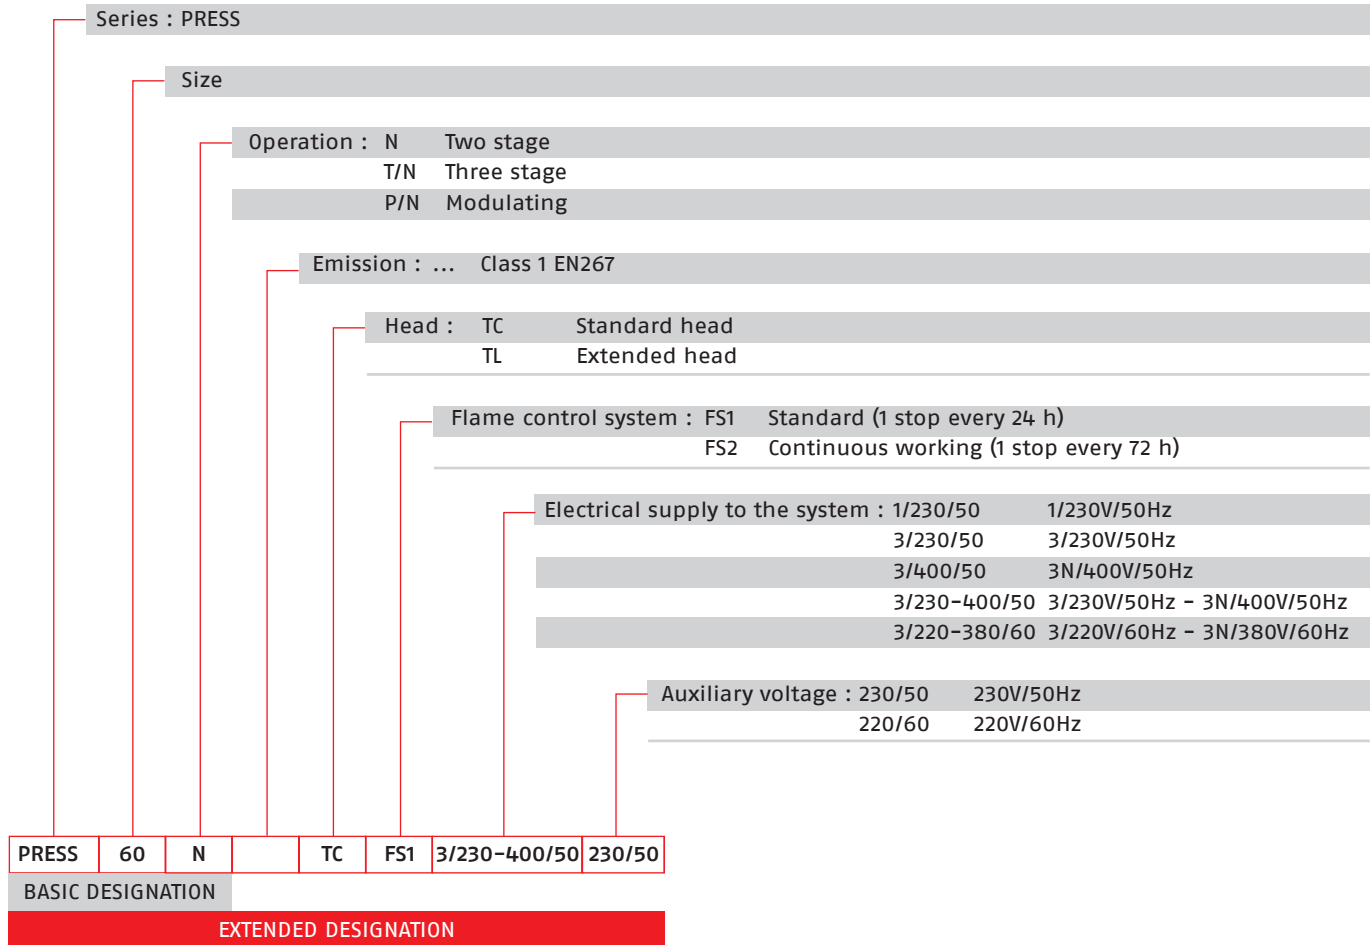 Series : PRESS
Size
Operation : N Two stage
T/N Three stage
P/N Modulating
Emission : ... Class 1 EN267
Head : TC Standard head
TL Extended head
Flame control system : FS1 Standard (1 stop every 24 h)
FS2 Continuous working (1 stop every 72 h)
Electrical supply to the system : 1/230/50 1/230V/50Hz
3/230/50 3/230V/50Hz
3/400/50 3N/400V/50Hz
3/230-400/50 3/230V/50Hz - 3N/400V/50Hz
3/220-380/60 3/220V/60Hz - 3N/380V/60Hz
Auxiliary voltage : 230/50 230V/50Hz
220/60 220V/60Hz
PRESS 60 N TC FS1 3/230-400/50 230/50
BASIC DESIGNATION
EXTENDED DESIGNATION